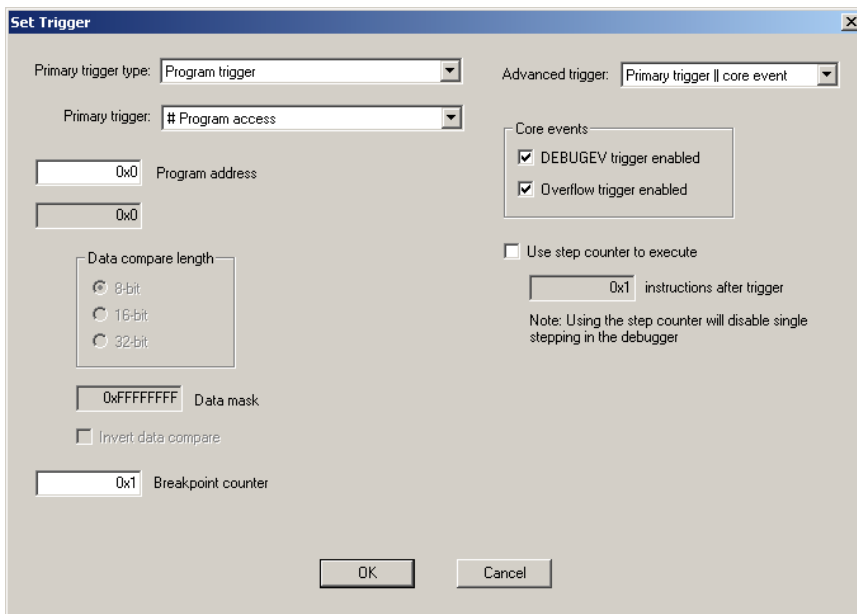 Set Trigger
Primary trigger type: Program trigger
Primary trigger: # Program access
0x0 Program address
0x0
Data compare length
8-bit
16-bit
32-bit
0xFFFFFFFF Data mask
Invert data compare
0x1 Breakpoint counter
Advanced trigger: Primary trigger || core event
Core events
DEBUGEV trigger enabled
Overflow trigger enabled
Use step counter to execute
0x1 instructions after trigger
Note: Using the step counter will disable single
stepping in the debugger
OK Cancel